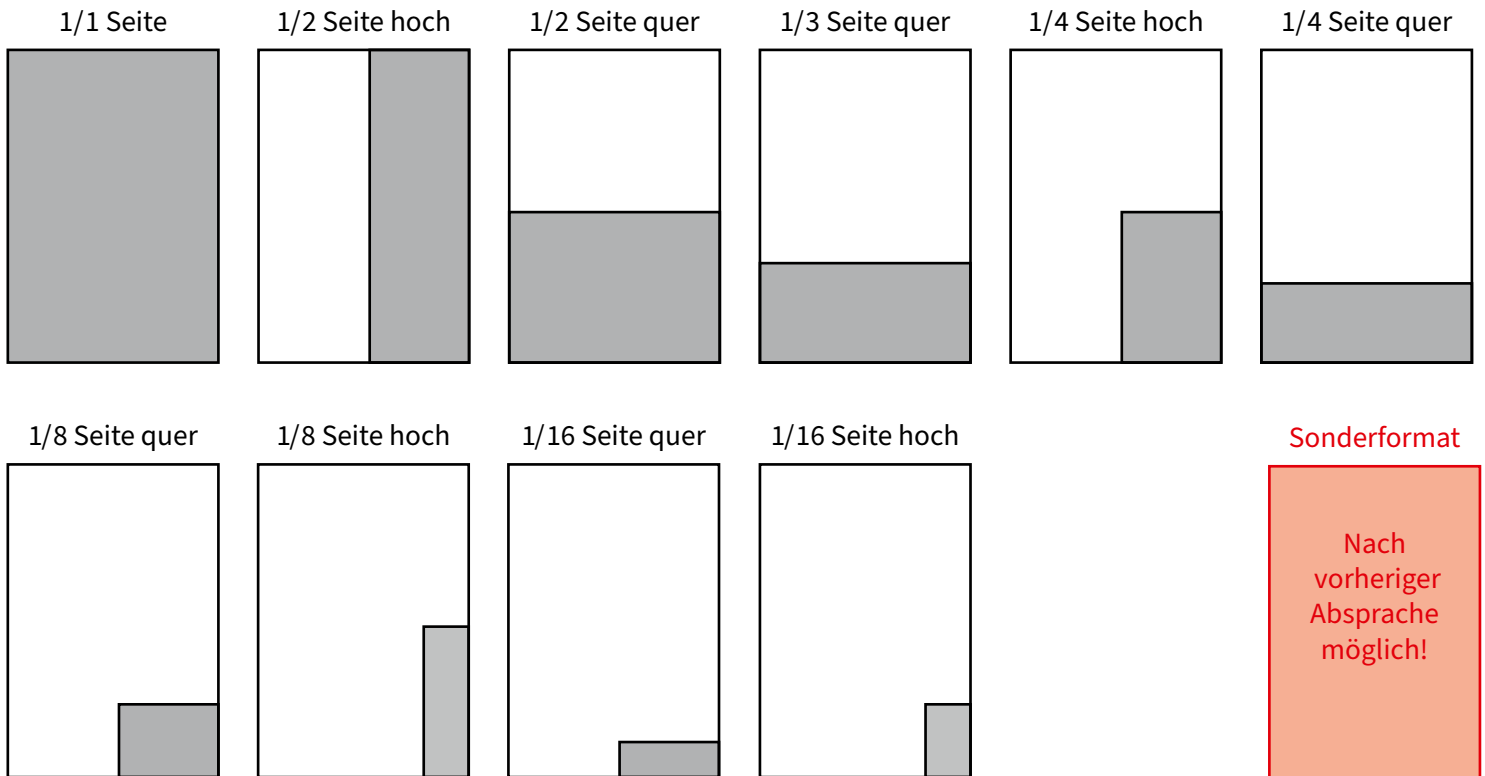 1/1 Seite
1/2 Seite hoch
1/2 Seite quer
1/3 Seite quer
1/4 Seite hoch
1/4 Seite quer
1/8 Seite quer
1/8 Seite hoch
1/16 Seite quer
1/16 Seite hoch
Sonderformat
Nach
vorheriger
Absprache
möglich!